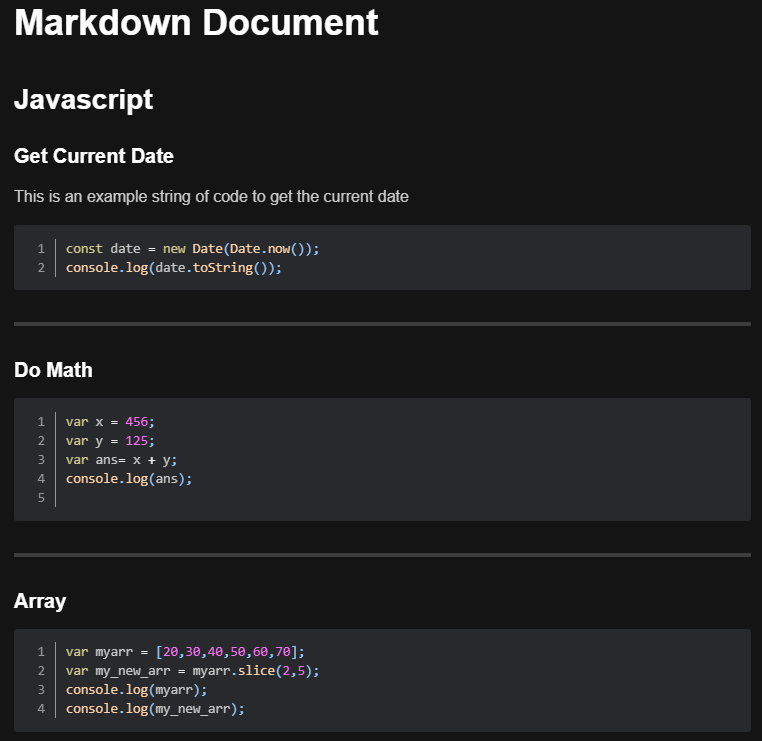 Markdown Document
Javascript
Get Current Date
This is an example string of code to get the current date
1 const date = new Date(Date.now());
2 console.log(date.toString());
Do Math
1 var x = 456;
2 var y = 125;
3 var ans= x + y;
4 console.log(ans);
5
Array
1 var myarr = [20,30,40,50,60,70];
2 var my_new_arr = myarr.slice(2,5);
3 console.log(myarr);
4 console.log(my_new_arr);